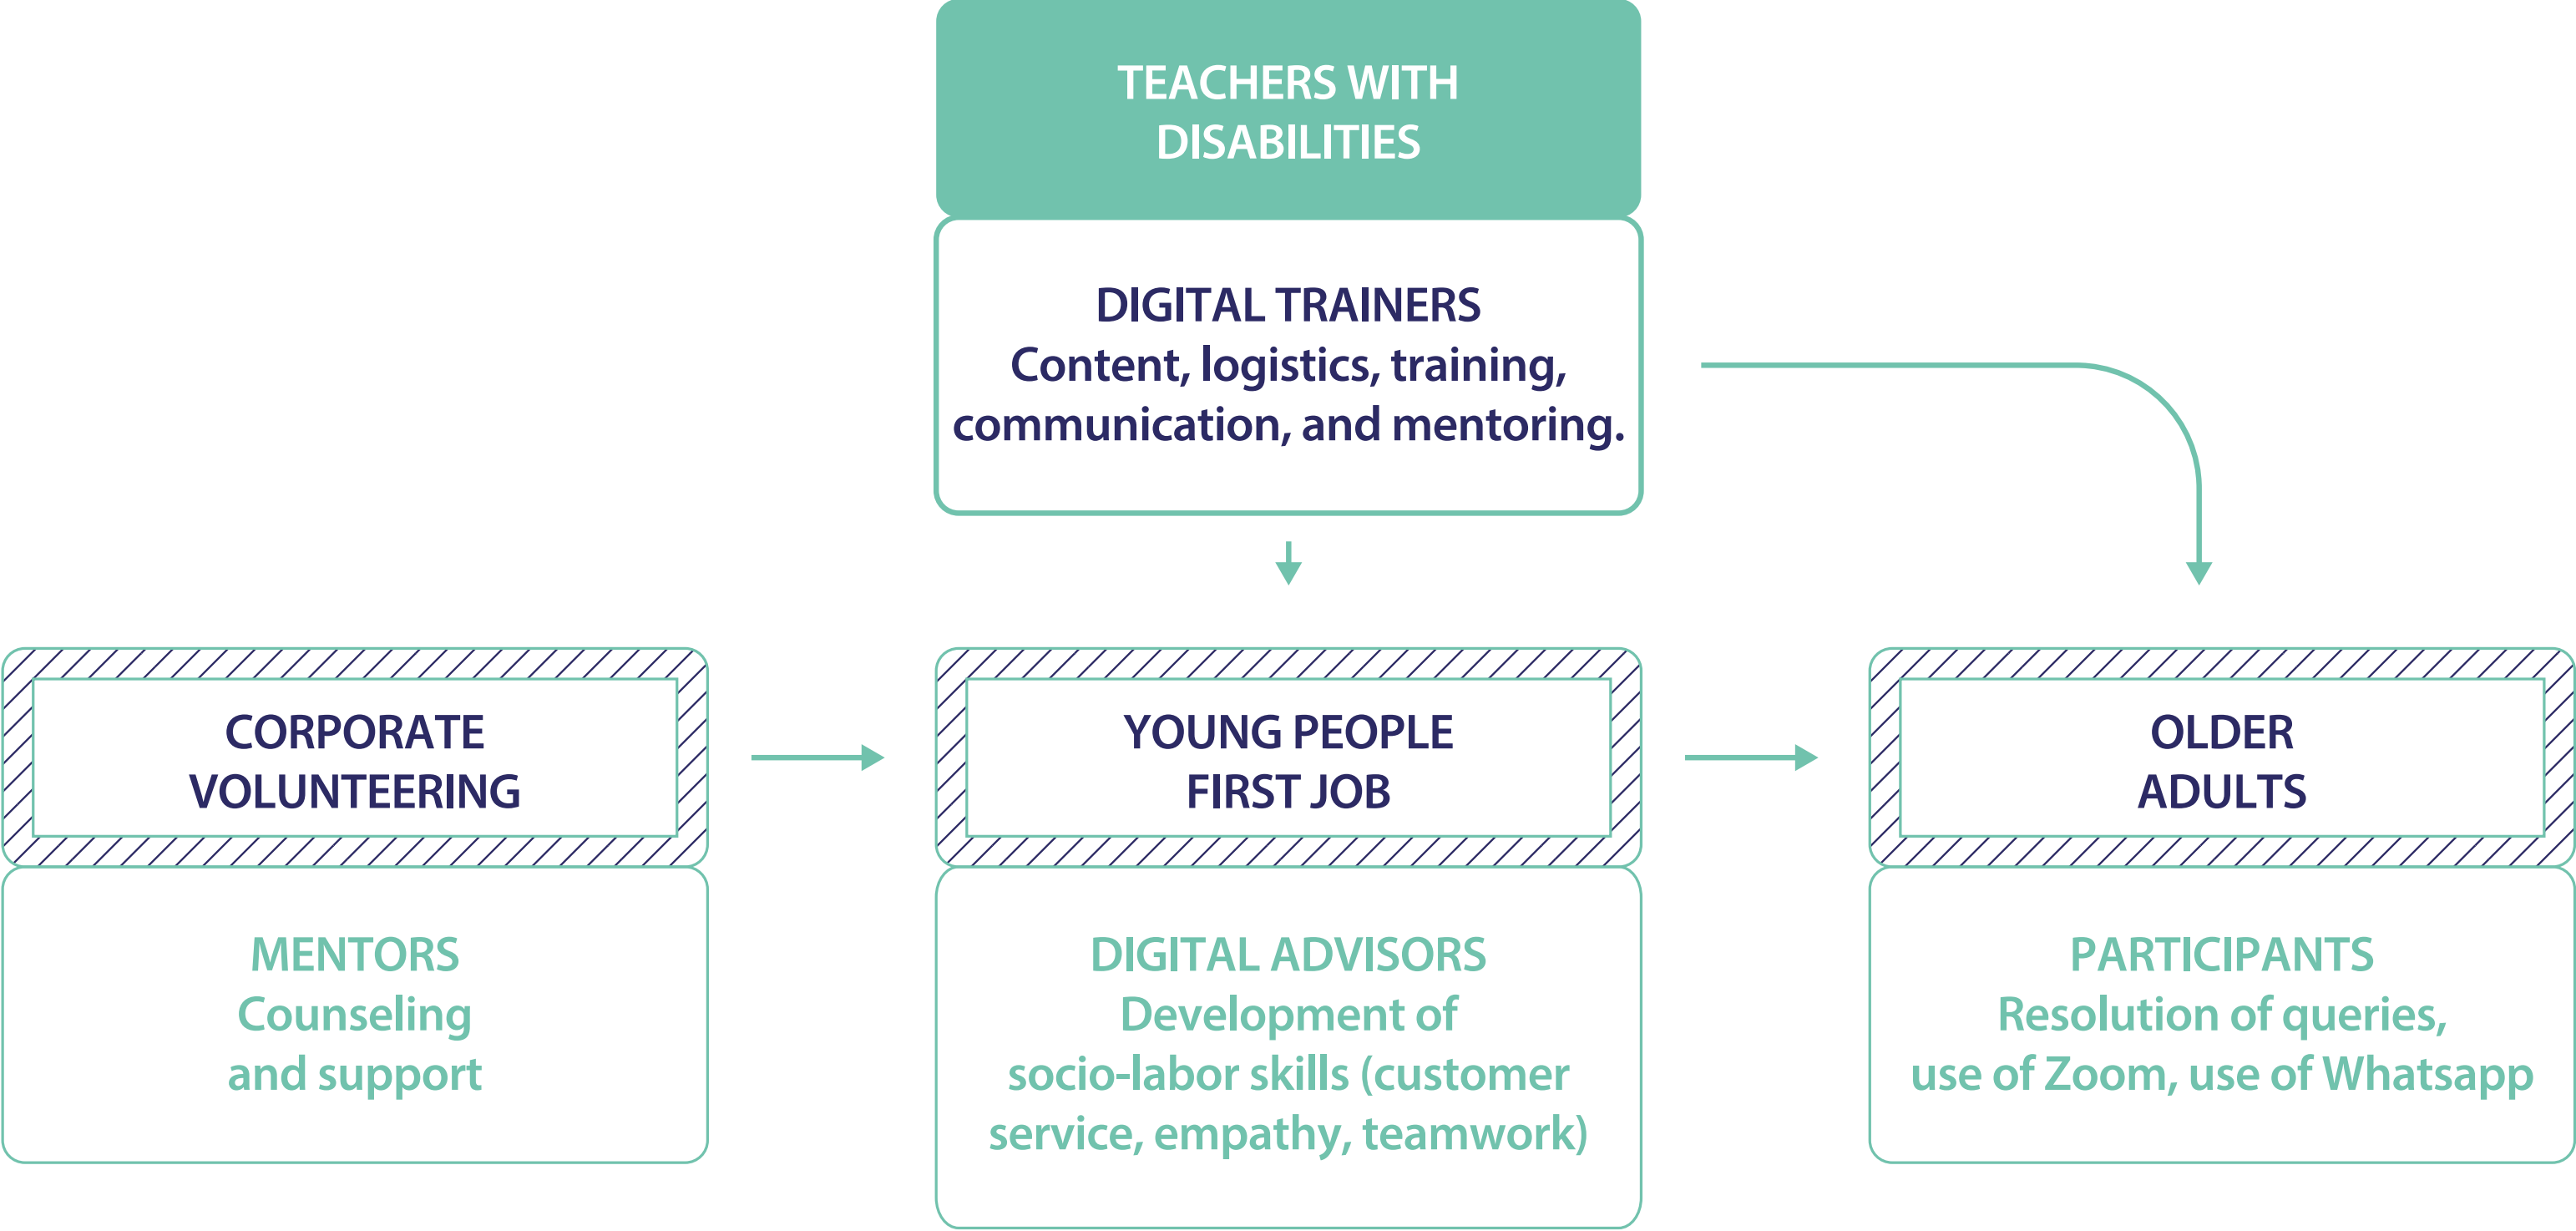 TEACHERS WITH
DISABILITIES
DIGITAL TRAINERS
Content, logistics, training,
communication, and mentoring.
CORPORATE
VOLUNTEERING
MENTORS
Counseling
and support
YOUNG PEOPLE
FIRST JOB
DIGITAL ADVISORS
Development of
socio-labor skills (customer
service, empathy, teamwork)
OLDER
ADULTS
PARTICIPANTS
Resolution of queries,
use of Zoom, use of Whatsapp